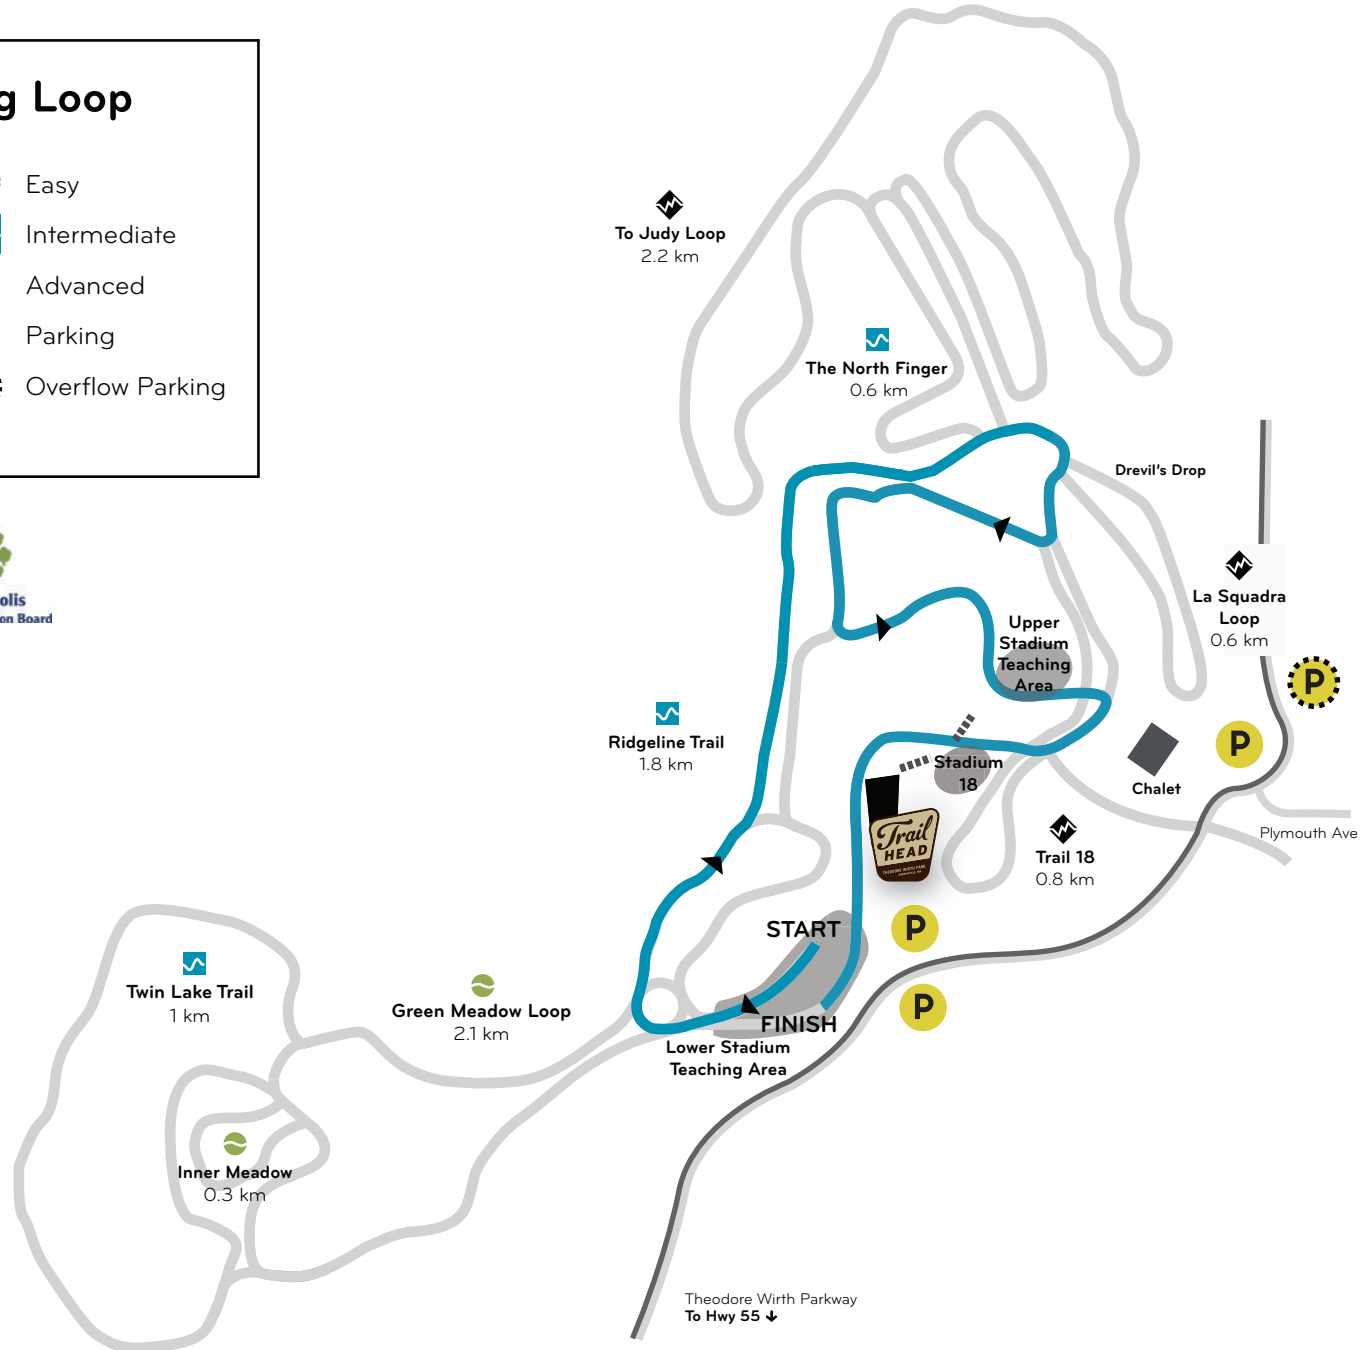 g Loop
Easy
Intermediate
Advanced
Parking
Overflow Parking
olis
on Board
To Judy Loop
2.2 km
The North Finger
0.6 km
Drevil's Drop
La Squadra
Loop
0.6 km
Upper
Stadium
Teaching
Area
P
P
Ridgeline Trail
1.8 km
Stadium
18
Chalet
Plymouth Ave
Trail
HEAD
THEODORE WIRTH PARK
Trail 18
0.8 km
START
P
P
FINISH
Lower Stadium
Teaching Area
Twin Lake Trail
1 km
Green Meadow Loop
2.1 km
Inner Meadow
0.3 km
Theodore Wirth Parkway
To Hwy 55